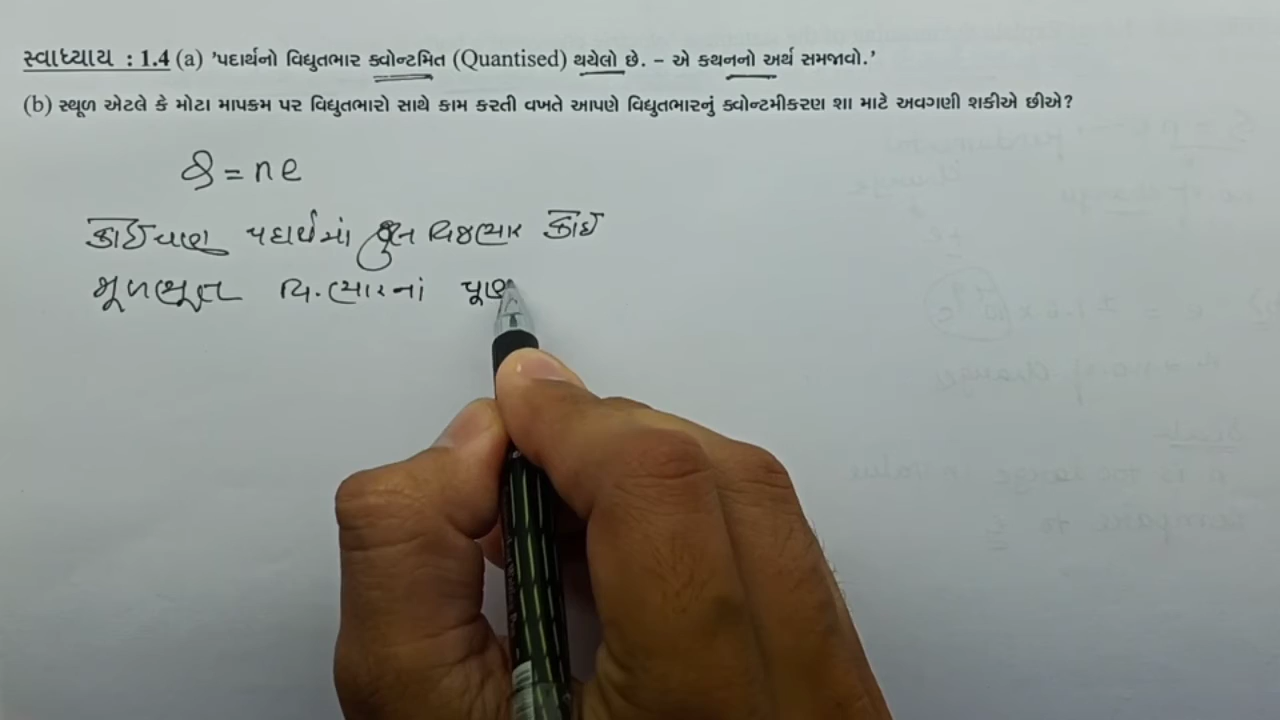 સ્વાધ્યાય : 1.4 (a) 'પદાર્થનો વિદ્યુતભાર ક્વોન્ટમિત (Quantised) થયેલો છે. – એ કથનનો અર્થ સમજાવો.'
(b) સ્થૂળ એટલે કે મોટા માપક્રમ પર વિદ્યુતભારો સાથે કામ કરતી વખતે આપણે વિદ્યુતભારનું ક્વોન્ટમીકરણ શા માટે અવગણી શકીએ છીએ?
Q = ne
કોઈપણ પદાર્થમાં કુલ વિજભાર કોઈ
મૂળભૂત વિ.ભારનાં પૂર્ણ